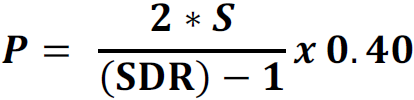 P = 2 * S / (SDR) − 1 x 0.40